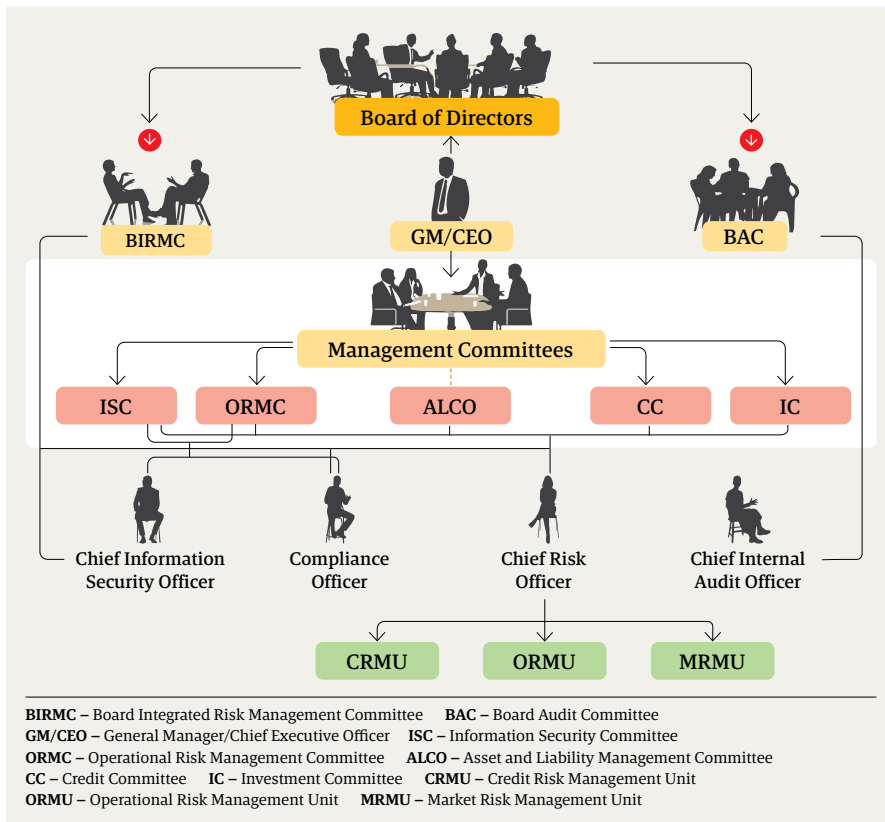 Board of Directors
BIRMC
GM/CEO
BAC
Management Committees
ISC
ORMC
ALCO
CC
IC
Chief Information
Security Officer
Compliance
Officer
Chief Risk
Officer
Chief Internal
Audit Officer
CRMU
ORMU
MRMU
BIRMC – Board Integrated Risk Management Committee BAC – Board Audit Committee
GM/CEO – General Manager/Chief Executive Officer ISC – Information Security Committee
ORMC – Operational Risk Management Committee ALCO – Asset and Liability Management Committee
CC – Credit Committee IC – Investment Committee CRMU – Credit Risk Management Unit
ORMU – Operational Risk Management Unit MRMU – Market Risk Management Unit